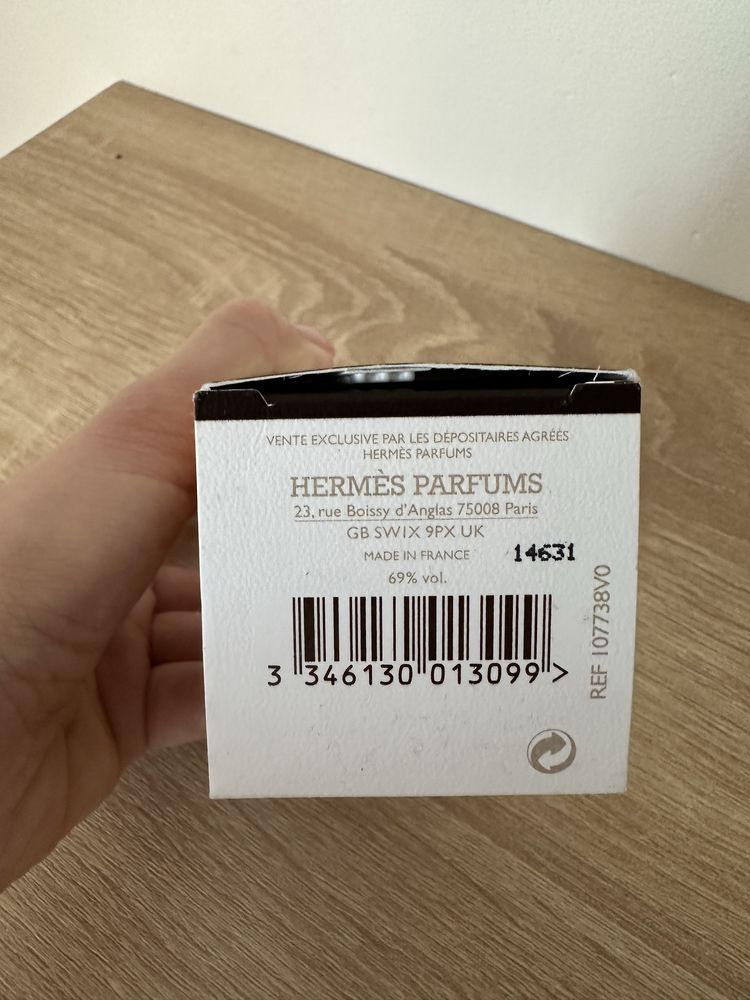 VENTE EXCLUSIVE PAR LES DÉPOSITAIRES AGRÉÉS
HERMÈS PARFUMS
HERMÈS PARFUMS
23, rue Boissy d'Anglas 75008 Paris
GB SW1X 9PX UK
MADE IN FRANCE
14631
69% vol.
3 346130 013099 >
REF 107738V0